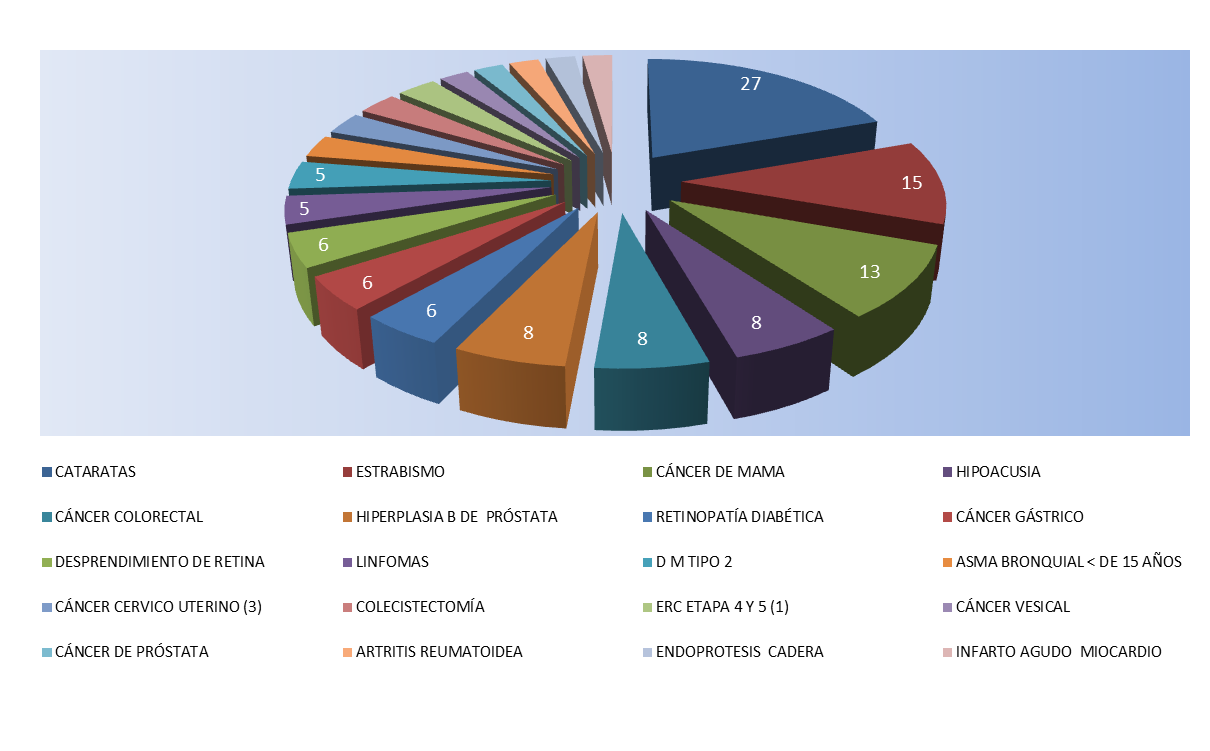 27
15
13
8
8
8
6
6
6
5
5
CATARATAS
ESTRABISMO
CÁNCER DE MAMA
HIPOACUSIA
CÁNCER COLORECTAL
HIPERPLASIA B DE  PRÓSTATA
RETINOPATÍA DIABÉTICA
CÁNCER GÁSTRICO
DESPRENDIMIENTO DE RETINA
LINFOMAS
D M TIPO 2
ASMA BRONQUIAL < DE 15 AÑOS
CÁNCER CERVICO UTERINO (3)
COLECISTECTOMÍA
ERC ETAPA 4 Y 5 (1)
CÁNCER VESICAL
CÁNCER DE PRÓSTATA
ARTRITIS REUMATOIDEA
ENDOPROTESIS  CADERA
INFARTO AGUDO  MIOCARDIO